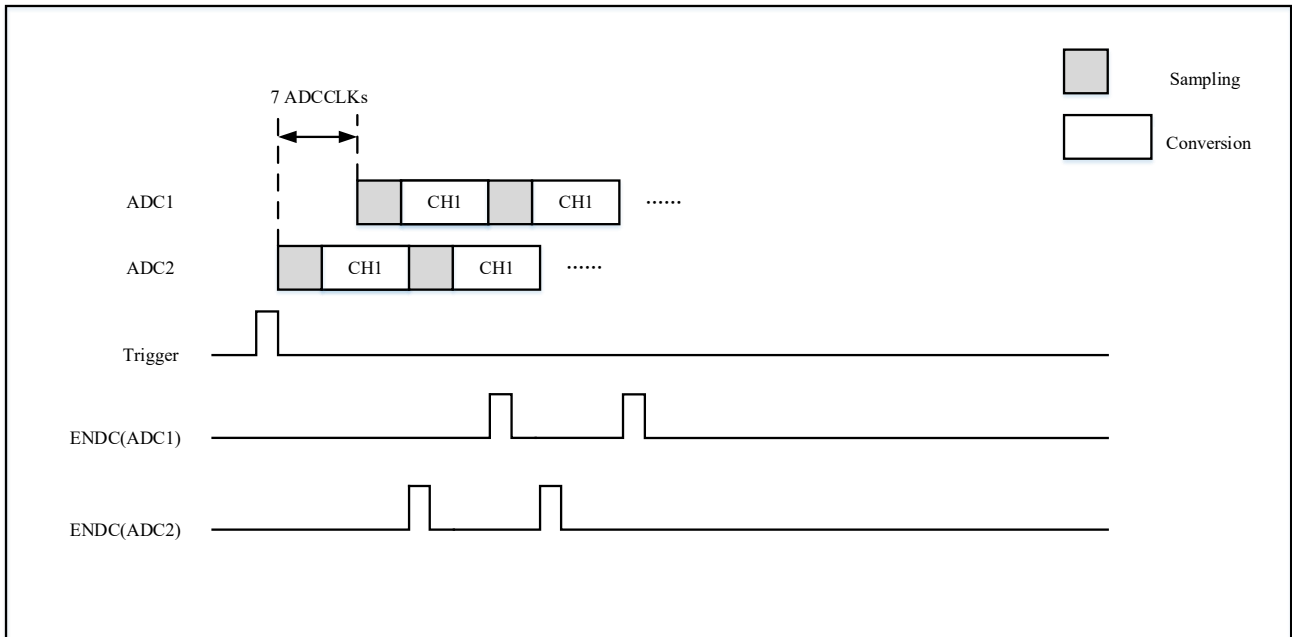 7 ADCCLKs
Sampling
Conversion
ADC1
CH1
CH1
......
ADC2
CH1
CH1
......
Trigger
ENDC(ADC1)
ENDC(ADC2)